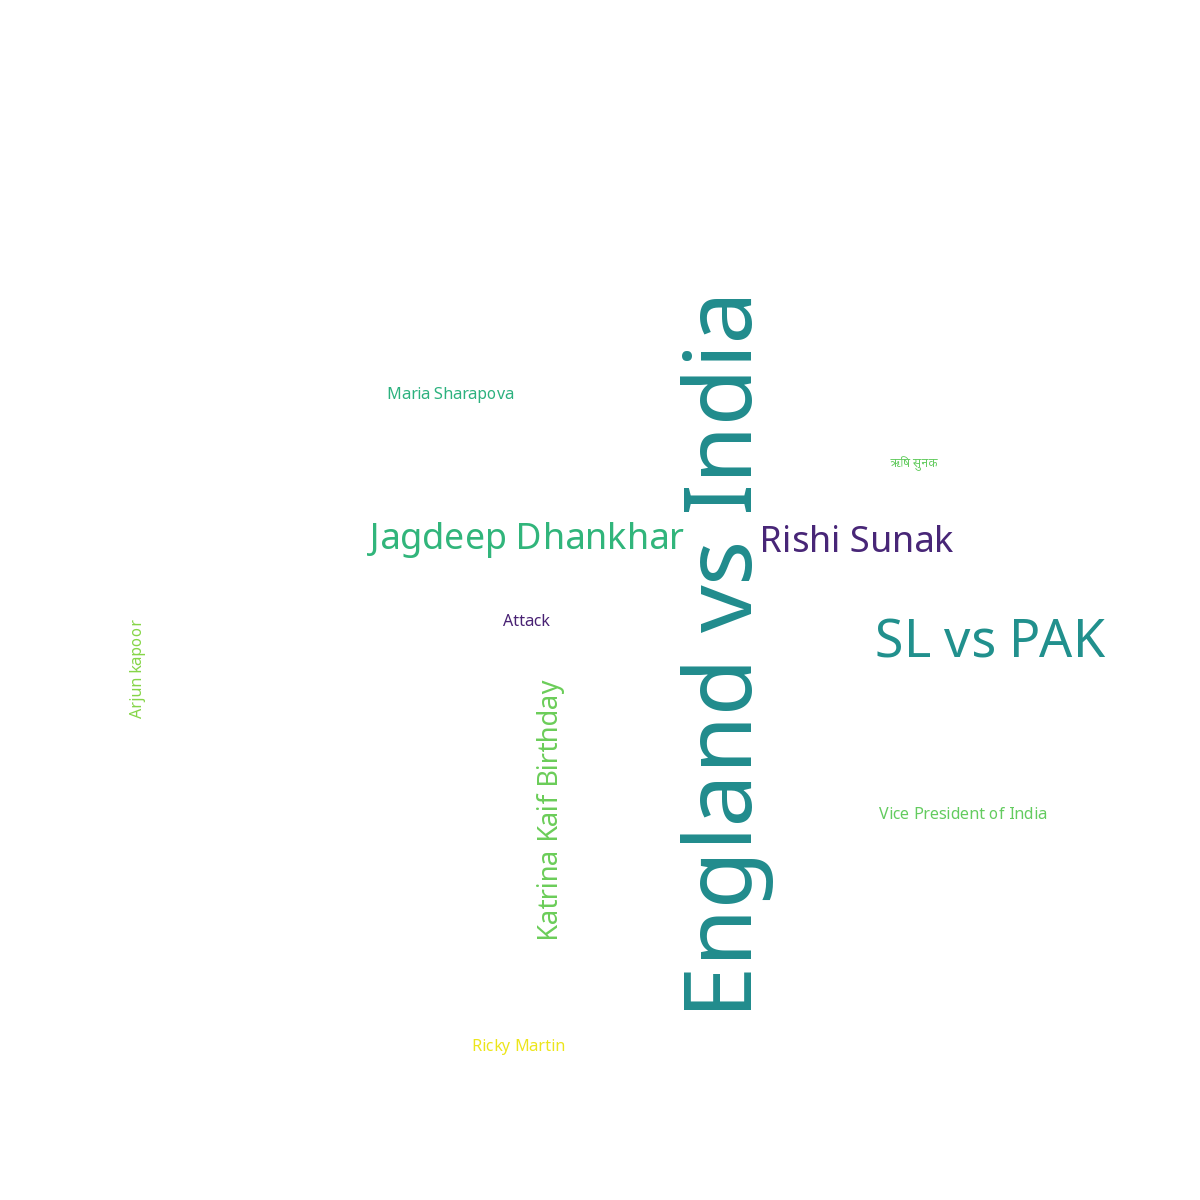 Maria Sharapova
England vs India
ऋषि सुनक
Jagdeep Dhankhar
Rishi Sunak
Attack
SL vs PAK
Arjun kapoor
Katrina Kaif Birthday
Vice President of India
Ricky Martin